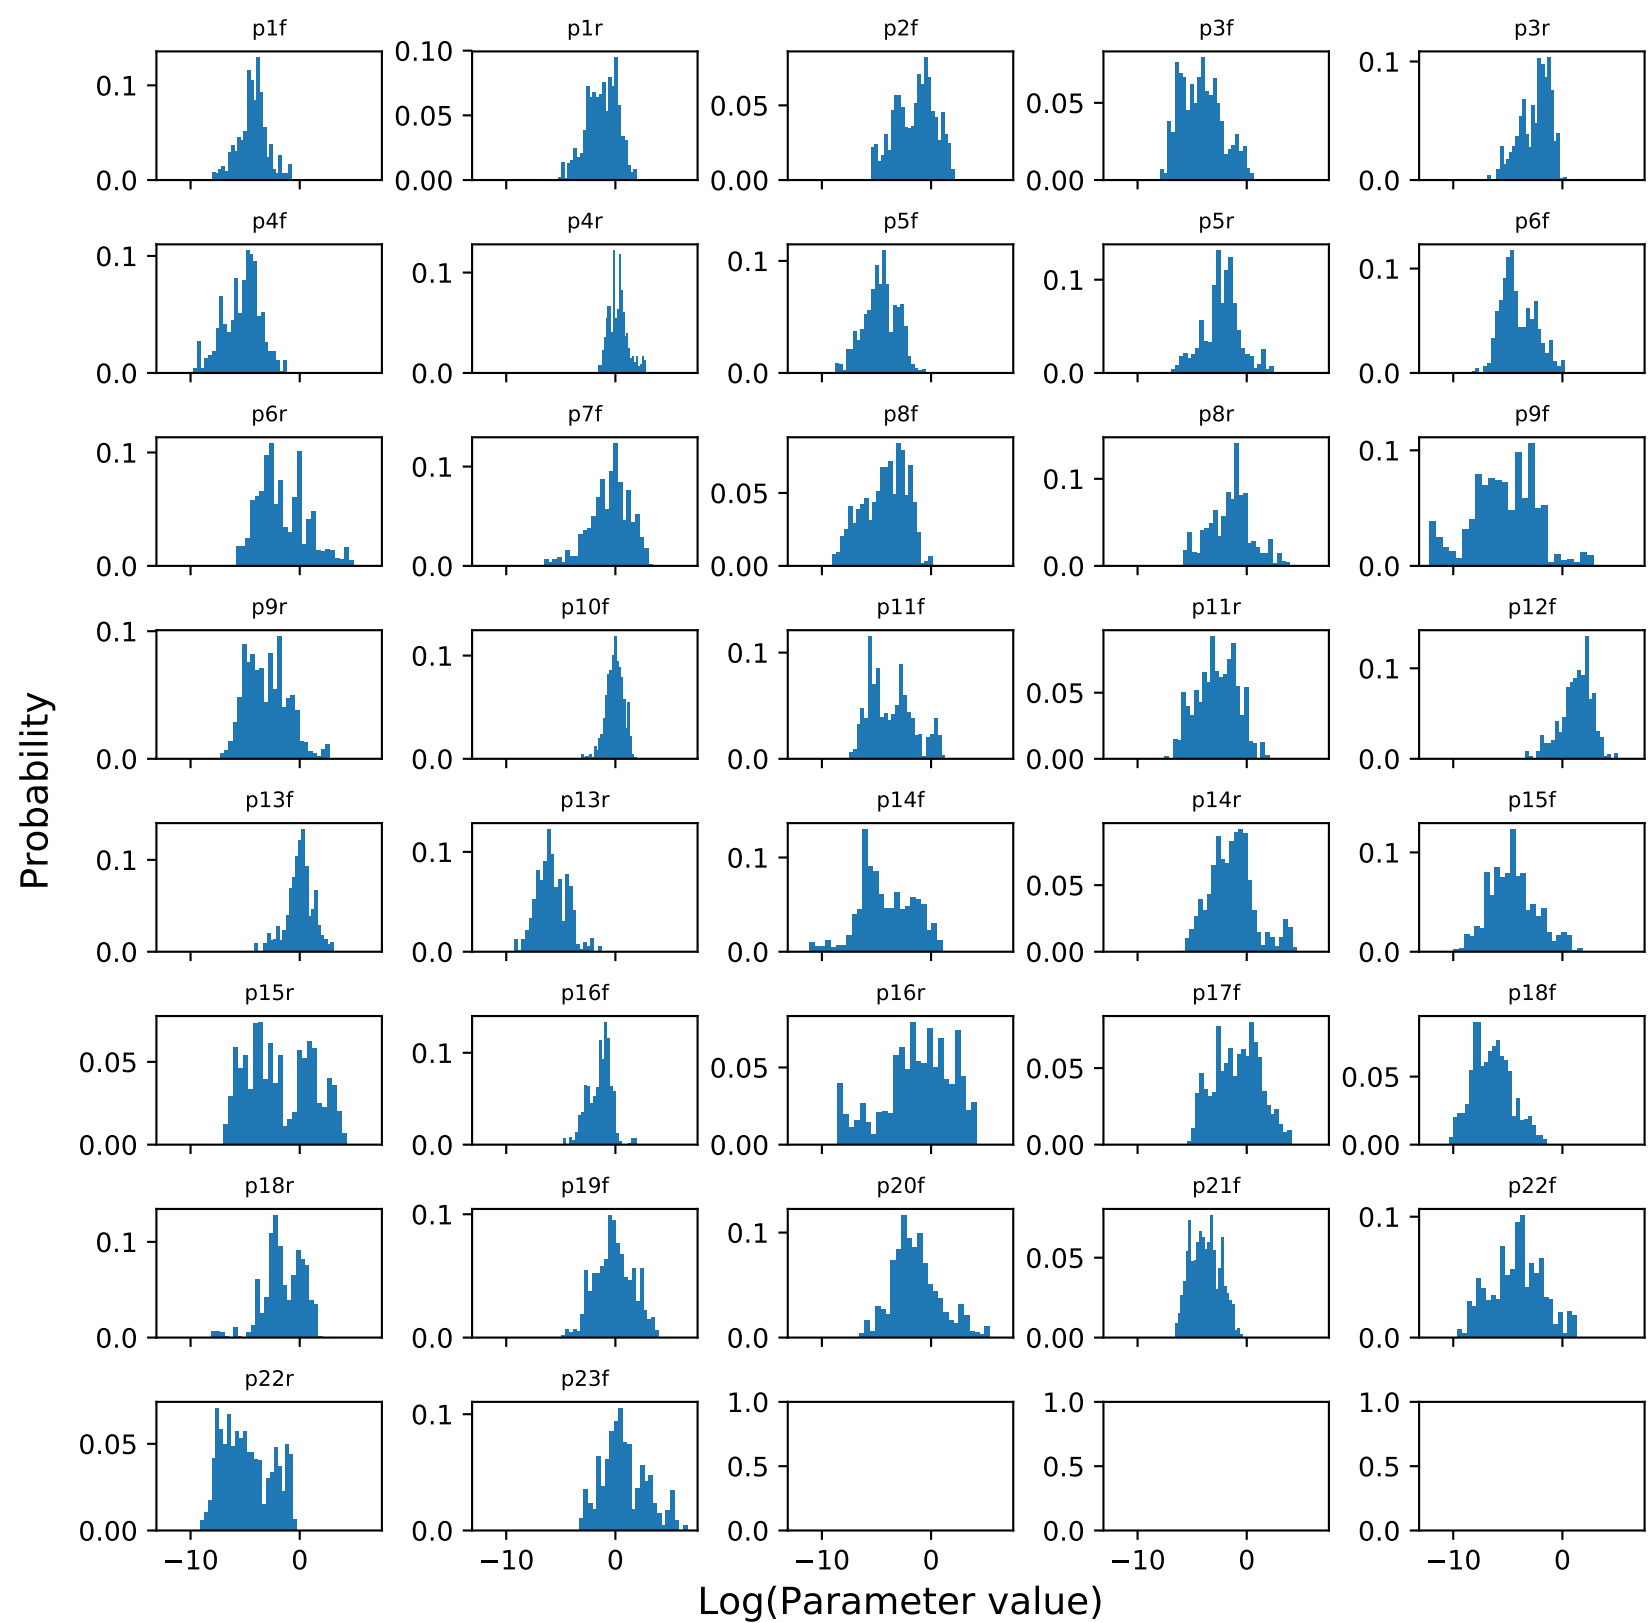 p1f p1r p2f p3f p3r
0.1 0.10 0.05 0.05 0.1
0.0 0.05 0.00 0.00 0.0
0.00
p4f p4r p5f p5r p6f
0.1 0.1 0.1 0.1 0.1
0.0 0.0 0.0 0.0 0.0
p6r p7f p8f p8r p9f
0.1 0.1 0.05 0.1 0.1
0.0 0.0 0.00 0.0 0.0
p9r p10f p11f p11r p12f
0.1 0.1 0.1 0.05 0.1
0.0 0.0 0.0 0.00 0.0
Probability
p13f p13r p14f p14r p15f
0.1 0.1 0.1 0.05 0.1
0.0 0.0 0.0 0.00 0.0
p15r p16f p16r p17f p18f
0.05 0.1 0.05 0.05 0.05
0.00 0.0 0.00 0.00 0.00
p18r p19f p20f p21f p22f
0.1 0.1 0.1 0.05 0.1
0.0 0.0 0.0 0.00 0.0
p22r p23f
0.05 0.1 1.0 1.0 1.0
0.5 0.5 0.5
0.00 0.0 0.0 0.0 0.0
−10 0 −10 0 −10 0 −10 0 −10 0
Log(Parameter value)